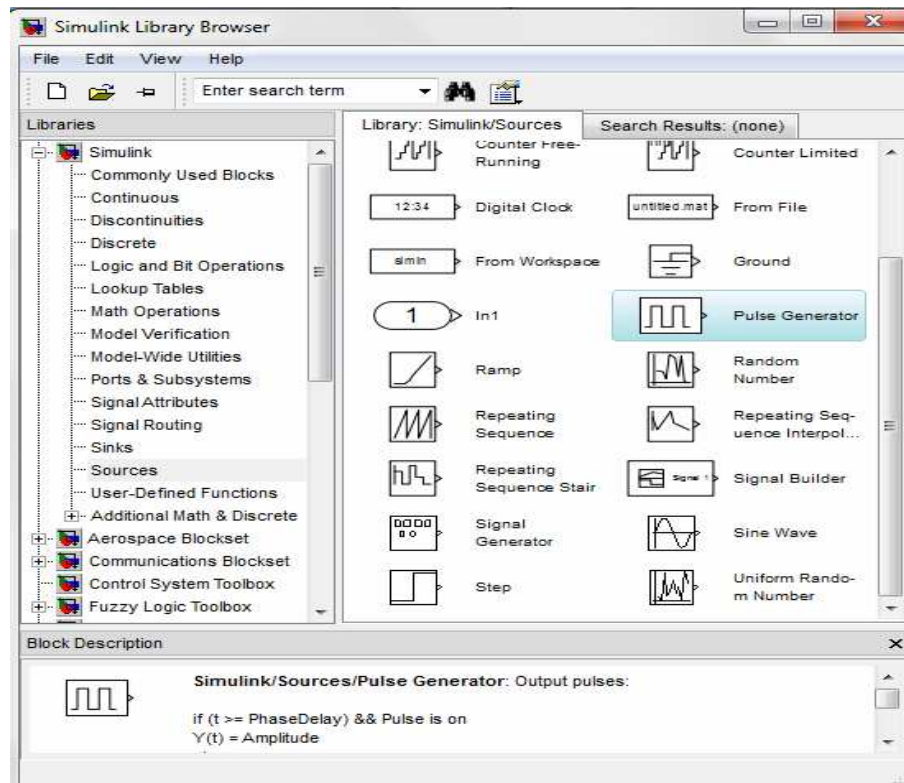 Simulink Library Browser
File Edit View Help
Enter search term
Libraries
Simulink
Commonly Used Blocks
Continuous
Discontinuities
Discrete
Logic and Bit Operations
Lookup Tables
Math Operations
Model Verification
Model-Wide Utilities
Ports & Subsystems
Signal Attributes
Signal Routing
Sinks
Sources
User-Defined Functions
Additional Math & Discrete
Aerospace Blockset
Communications Blockset
Control System Toolbox
Fuzzy Logic Toolbox
Library: Simulink/Sources
Search Results: (none)
Counter Free-
Running
Counter Limited
12:34
Digital Clock
untitled.mat
From File
simin
From Workspace
Ground
1
In1
Pulse Generator
Ramp
Random
Number
Repeating
Sequence
Repeating Seq-
uence Interpol...
Repeating
Sequence Stair
Signal 1
Signal Builder
Signal
Generator
Sine Wave
Step
Uniform Rando-
m Number
Block Description
Simulink/Sources/Pulse Generator: Output pulses:
if (t >= PhaseDelay) && Pulse is on
Y(t) = Amplitude